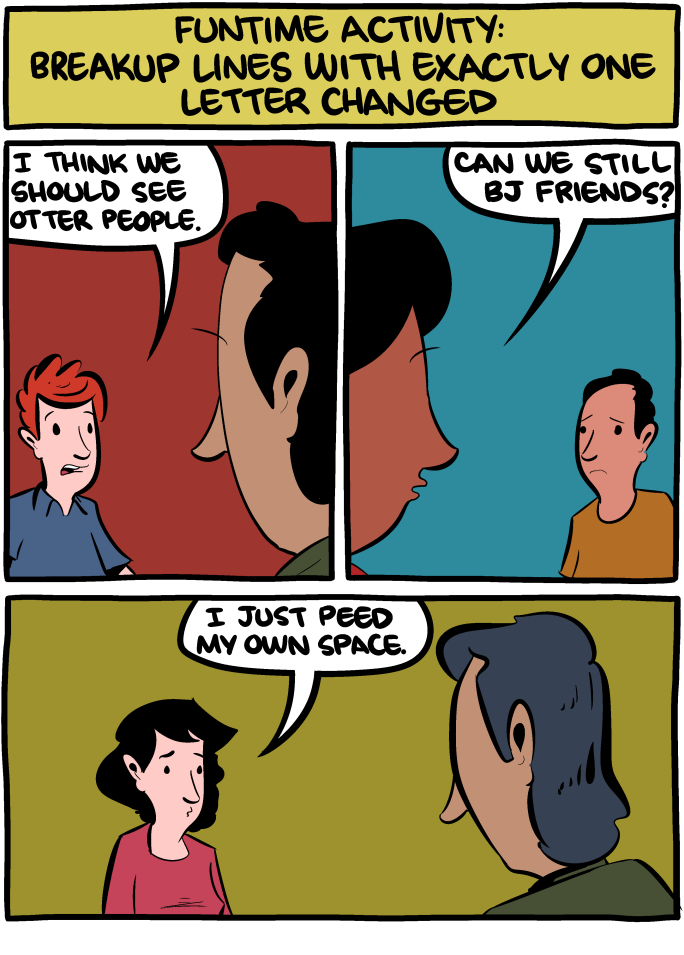 FUNTIME ACTIVITY:
BREAKUP LINES WITH EXACTLY ONE
LETTER CHANGED
I THINK WE
SHOULD SEE
OTTER PEOPLE.
CAN WE STILL
BJ FRIENDS?
I JUST PEED
MY OWN SPACE.